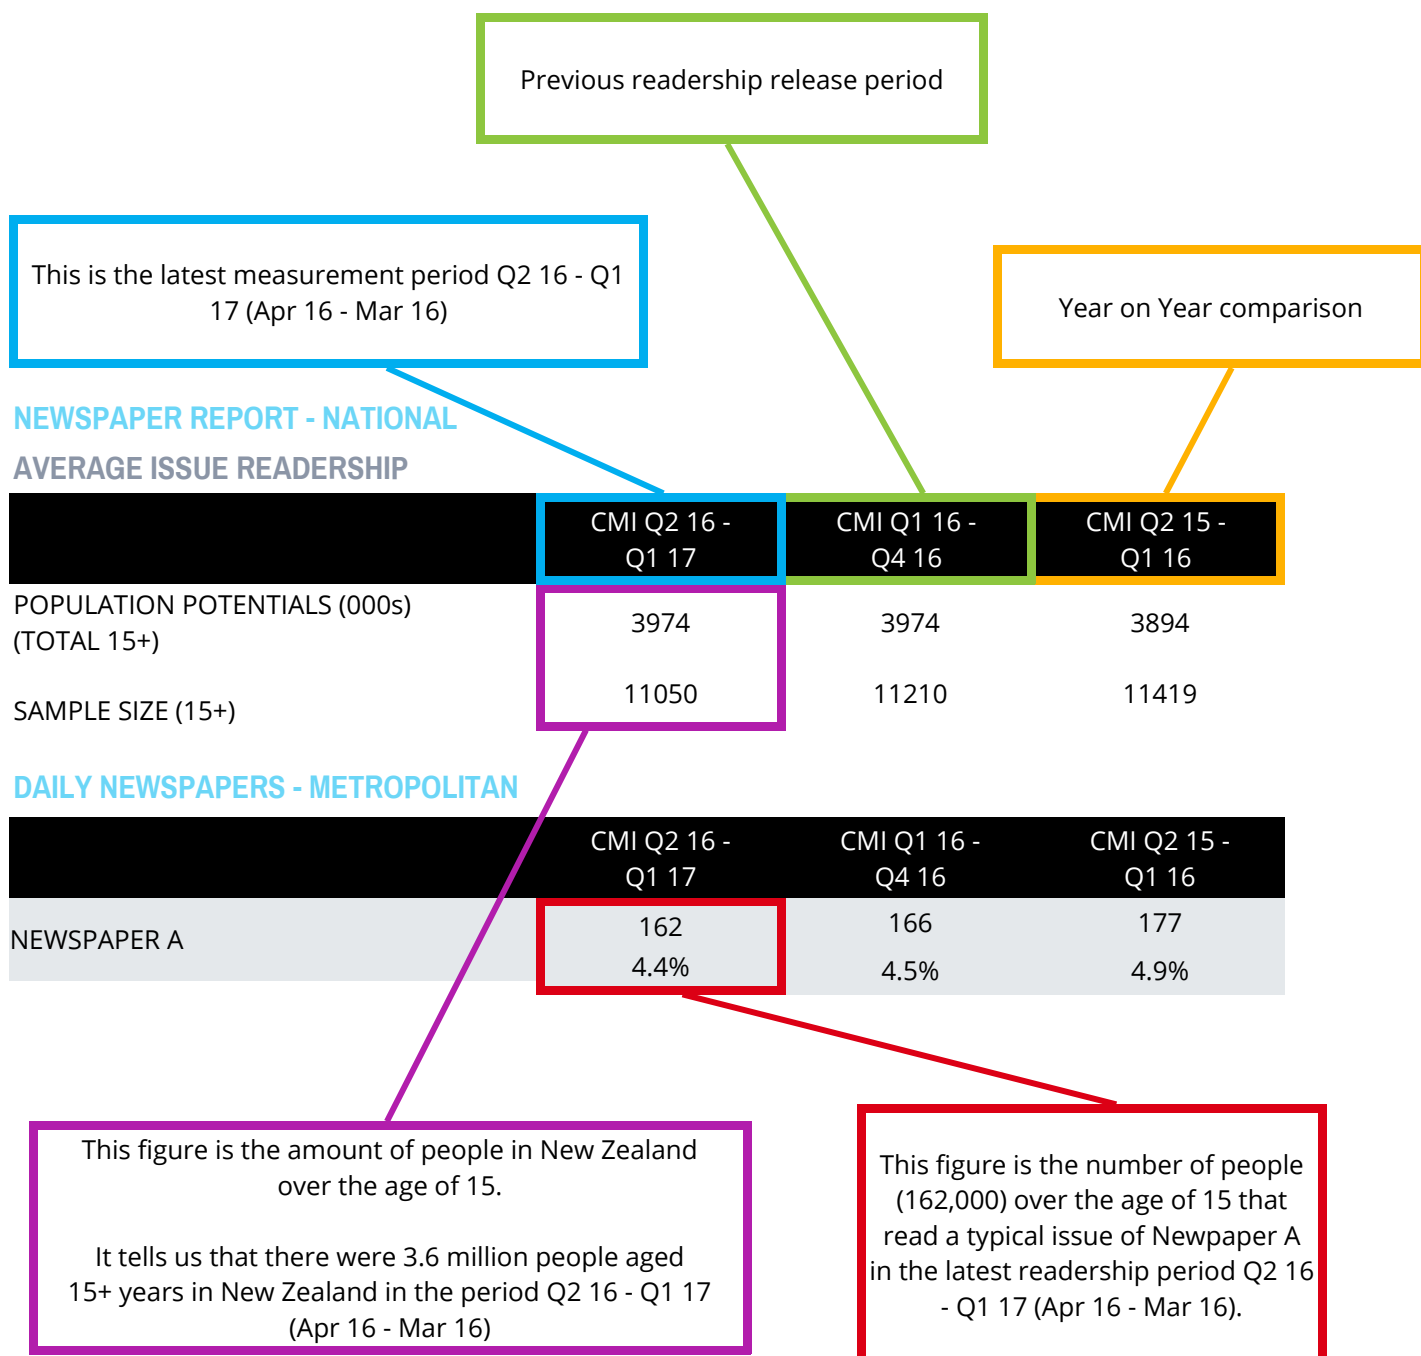 Previous readership release period
This is the latest measurement period Q2 16 - Q1
17 (Apr 16 - Mar 16)
Year on Year comparison
NEWSPAPER REPORT - NATIONAL
AVERAGE ISSUE READERSHIP
CMI Q2 16 - CMI Q1 16 - CMI Q2 15 -
Q1 17 Q4 16 Q1 16
POPULATION POTENTIALS (000s)
(TOTAL 15+) 3974 3974 3894
SAMPLE SIZE (15+) 11050 11210 11419
DAILY NEWSPAPERS - METROPOLITAN
CMI Q2 16 - CMI Q1 16 - CMI Q2 15 -
Q1 17 Q4 16 Q1 16
NEWSPAPER A 162 166 177
4.4% 4.5% 4.9%
This figure is the amount of people in New Zealand
over the age of 15.
It tells us that there were 3.6 million people aged
15+ years in New Zealand in the period Q2 16 - Q1 17
(Apr 16 - Mar 16)
This figure is the number of people
(162,000) over the age of 15 that
read a typical issue of Newpaper A
in the latest readership period Q2 16
- Q1 17 (Apr 16 - Mar 16).